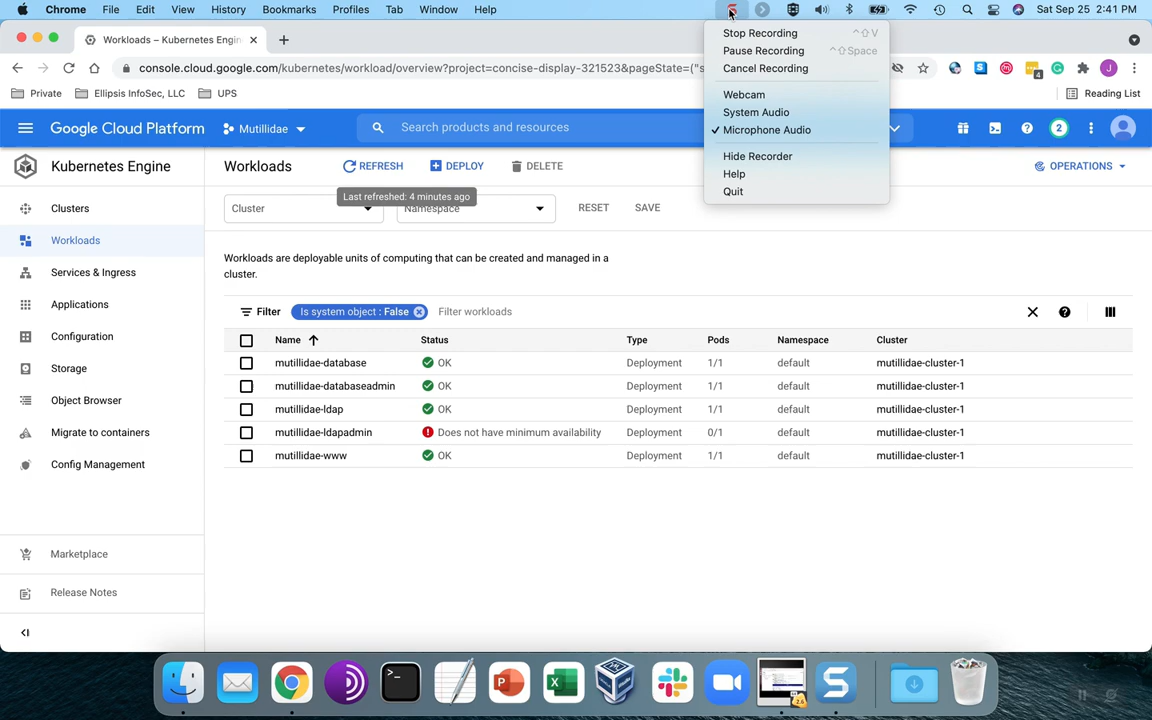 Chrome File Edit View History Bookmarks Profiles Tab Window Help Sat Sep 25 2:41 PM
Workloads – Kubernetes Engin
console.cloud.google.com/kubernetes/workload/overview?project=concise-display-321523&pageState=("s
4
J
Private Ellipsis InfoSec, LLC UPS Reading List
Stop Recording ^⇧V
Pause Recording ^⇧Space
Cancel Recording
Webcam
System Audio
✓ Microphone Audio
Hide Recorder
Help
Quit
Google Cloud Platform Mutillidae Search products and resources 2
Kubernetes Engine
Workloads REFRESH DEPLOY DELETE OPERATIONS
Last refreshed: 4 minutes ago
Cluster Namespace RESET SAVE
Clusters
Workloads
Services & Ingress
Applications
Configuration
Storage
Object Browser
Migrate to containers
Config Management
Marketplace
Release Notes
Workloads are deployable units of computing that can be created and managed in a
cluster.
Filter Is system object : False Filter workloads
Name Status Type Pods Namespace Cluster
mutillidae-database OK Deployment 1/1 default mutillidae-cluster-1
mutillidae-databaseadmin OK Deployment 1/1 default mutillidae-cluster-1
mutillidae-ldap OK Deployment 1/1 default mutillidae-cluster-1
mutillidae-ldapadmin Does not have minimum availability Deployment 0/1 default mutillidae-cluster-1
mutillidae-www OK Deployment 1/1 default mutillidae-cluster-1